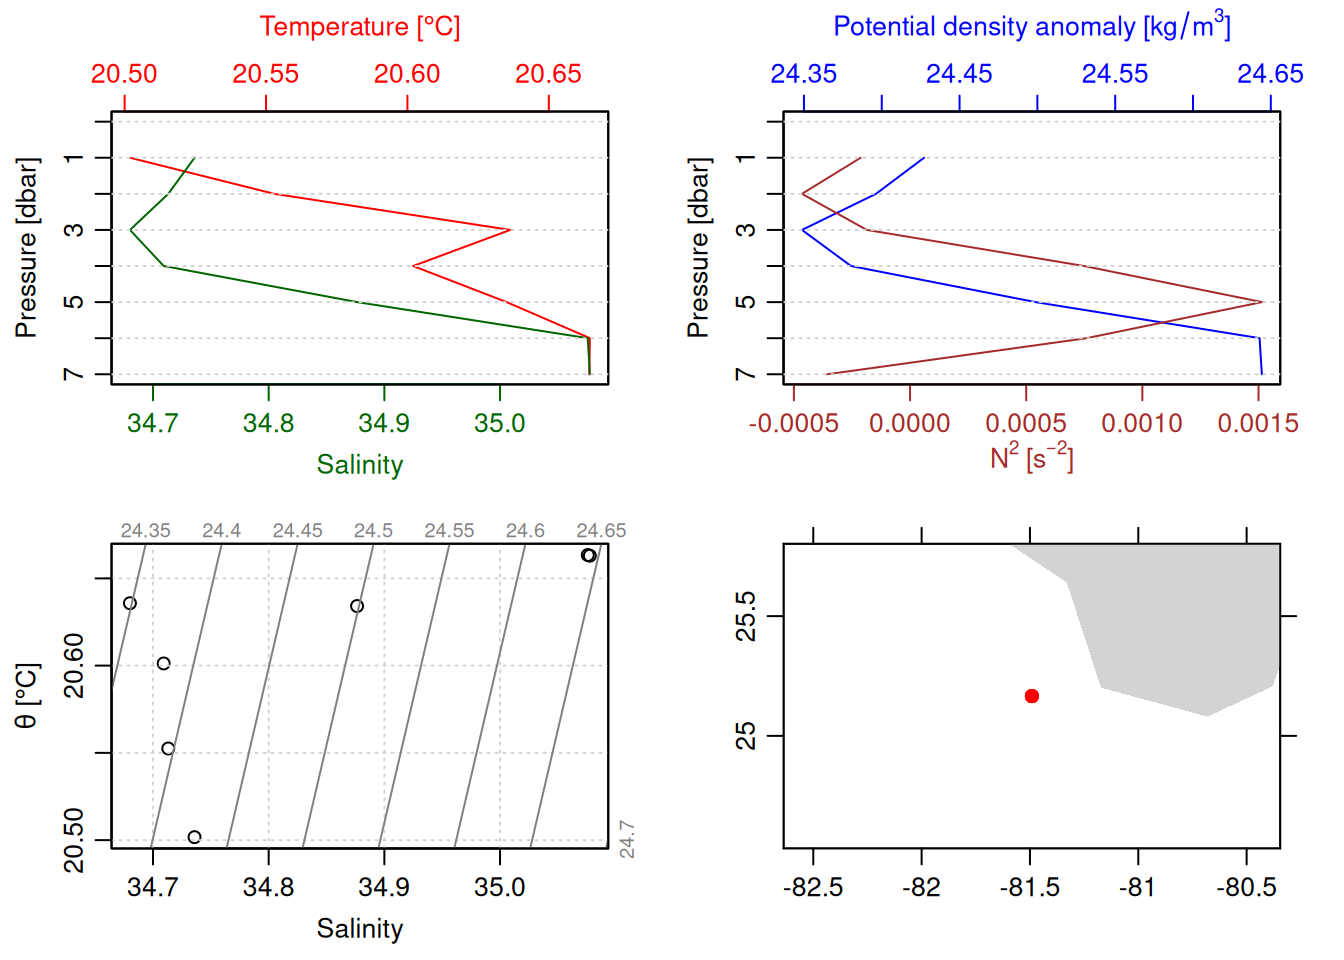 Temperature [°C]
20.50 20.55 20.60 20.65
Pressure [dbar]
1
3
5
7
34.7 34.8 34.9 35.0
Salinity
Potential density anomaly [kg/m³]
24.35 24.45 24.55 24.65
Pressure [dbar]
1
3
5
7
-0.0005 0.0000 0.0005 0.0010 0.0015
N² [s⁻²]
24.35 24.4 24.45 24.5 24.55 24.6 24.65
24.7
θ [°C]
20.60
20.50
34.7 34.8 34.9 35.0
Salinity
25.5
25
-82.5 -82 -81.5 -81 -80.5